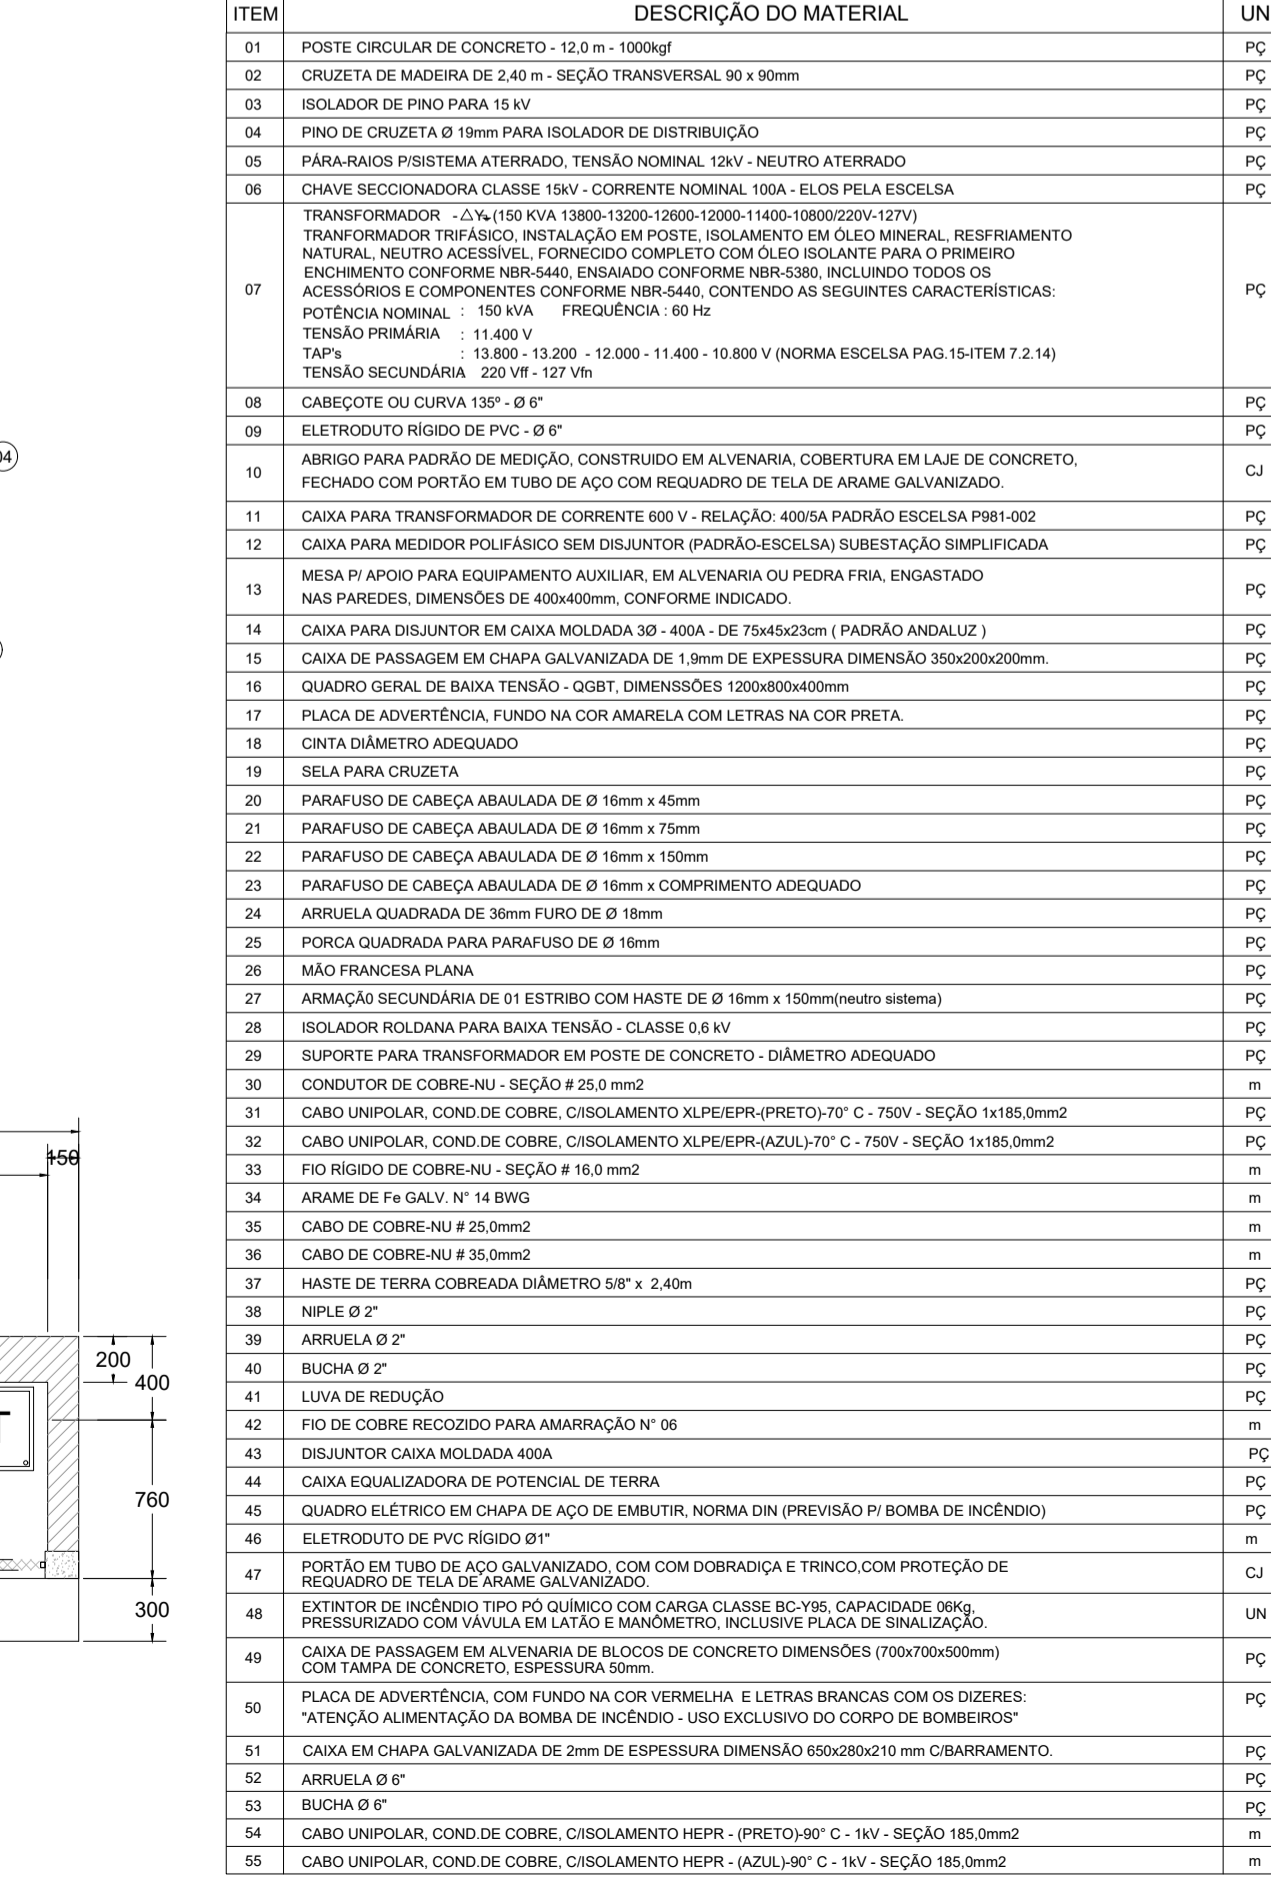 ITEM DESCRIÇÃO DO MATERIAL UN
01 POSTE CIRCULAR DE CONCRETO - 12,0 m - 1000kgf PÇ
02 CRUZETA DE MADEIRA DE 2,40 m - SEÇÃO TRANSVERSAL 90 x 90mm PÇ
03 ISOLADOR DE PINO PARA 15 kV PÇ
04 PINO DE CRUZETA Ø 19mm PARA ISOLADOR DE DISTRIBUIÇÃO PÇ
05 PÁRA-RAIOS P/SISTEMA ATERRADO, TENSÃO NOMINAL 12kV - NEUTRO ATERRADO PÇ
06 CHAVE SECCIONADORA CLASSE 15kV - CORRENTE NOMINAL 100A - ELOS PELA ESCELSA PÇ
TRANSFORMADOR - △Y (150 KVA 13800-13200-12600-12000-11400-10800/220V-127V)
TRANFORMADOR TRIFÁSICO, INSTALAÇÃO EM POSTE, ISOLAMENTO EM ÓLEO MINERAL, RESFRIAMENTO
NATURAL, NEUTRO ACESSÍVEL, FORNECIDO COMPLETO COM ÓLEO ISOLANTE PARA O PRIMEIRO
ENCHIMENTO CONFORME NBR-5440, ENSAIADO CONFORME NBR-5380, INCLUINDO TODOS OS
07 ACESSÓRIOS E COMPONENTES CONFORME NBR-5440, CONTENDO AS SEGUINTES CARACTERÍSTICAS: PÇ
POTÊNCIA NOMINAL : 150 kVA FREQUÊNCIA : 60 Hz
TENSÃO PRIMÁRIA : 11.400 V
TAP's : 13.800 - 13.200 - 12.000 - 11.400 - 10.800 V (NORMA ESCELSA PAG.15-ITEM 7.2.14)
TENSÃO SECUNDÁRIA 220 Vff - 127 Vfn
08 CABEÇOTE OU CURVA 135º - Ø 6" PÇ
09 ELETRODUTO RÍGIDO DE PVC - Ø 6" PÇ
04
10 ABRIGO PARA PADRÃO DE MEDIÇÃO, CONSTRUIDO EM ALVENARIA, COBERTURA EM LAJE DE CONCRETO, CJ
FECHADO COM PORTÃO EM TUBO DE AÇO COM REQUADRO DE TELA DE ARAME GALVANIZADO.
11 CAIXA PARA TRANSFORMADOR DE CORRENTE 600 V - RELAÇÃO: 400/5A PADRÃO ESCELSA P981-002 PÇ
12 CAIXA PARA MEDIDOR POLIFÁSICO SEM DISJUNTOR (PADRÃO-ESCELSA) SUBESTAÇÃO SIMPLIFICADA PÇ
13 MESA P/ APOIO PARA EQUIPAMENTO AUXILIAR, EM ALVENARIA OU PEDRA FRIA, ENGASTADO PÇ
NAS PAREDES, DIMENSÕES DE 400x400mm, CONFORME INDICADO.
14 CAIXA PARA DISJUNTOR EM CAIXA MOLDADA 3Ø - 400A - DE 75x45x23cm ( PADRÃO ANDALUZ ) PÇ
15 CAIXA DE PASSAGEM EM CHAPA GALVANIZADA DE 1,9mm DE EXPESSURA DIMENSÃO 350x200x200mm. PÇ
16 QUADRO GERAL DE BAIXA TENSÃO - QGBT, DIMENSSÕES 1200x800x400mm PÇ
17 PLACA DE ADVERTÊNCIA, FUNDO NA COR AMARELA COM LETRAS NA COR PRETA. PÇ
18 CINTA DIÂMETRO ADEQUADO PÇ
19 SELA PARA CRUZETA PÇ
20 PARAFUSO DE CABEÇA ABAULADA DE Ø 16mm x 45mm PÇ
21 PARAFUSO DE CABEÇA ABAULADA DE Ø 16mm x 75mm PÇ
22 PARAFUSO DE CABEÇA ABAULADA DE Ø 16mm x 150mm PÇ
23 PARAFUSO DE CABEÇA ABAULADA DE Ø 16mm x COMPRIMENTO ADEQUADO PÇ
24 ARRUELA QUADRADA DE 36mm FURO DE Ø 18mm PÇ
25 PORCA QUADRADA PARA PARAFUSO DE Ø 16mm PÇ
26 MÃO FRANCESA PLANA PÇ
27 ARMAÇÃ0 SECUNDÁRIA DE 01 ESTRIBO COM HASTE DE Ø 16mm x 150mm(neutro sistema) PÇ
28 ISOLADOR ROLDANA PARA BAIXA TENSÃO - CLASSE 0,6 kV PÇ
29 SUPORTE PARA TRANSFORMADOR EM POSTE DE CONCRETO - DIÂMETRO ADEQUADO PÇ
30 CONDUTOR DE COBRE-NU - SEÇÃO # 25,0 mm2 m
31 CABO UNIPOLAR, COND.DE COBRE, C/ISOLAMENTO XLPE/EPR-(PRETO)-70° C - 750V - SEÇÃO 1x185,0mm2 PÇ
32 CABO UNIPOLAR, COND.DE COBRE, C/ISOLAMENTO XLPE/EPR-(AZUL)-70° C - 750V - SEÇÃO 1x185,0mm2 PÇ
150
33 FIO RÍGIDO DE COBRE-NU - SEÇÃO # 16,0 mm2 m
34 ARAME DE Fe GALV. N° 14 BWG m
35 CABO DE COBRE-NU # 25,0mm2 m
36 CABO DE COBRE-NU # 35,0mm2 m
37 HASTE DE TERRA COBREADA DIÂMETRO 5/8" x 2,40m PÇ
38 NIPLE Ø 2" PÇ
39 ARRUELA Ø 2" PÇ
200
40 BUCHA Ø 2" PÇ
400
41 LUVA DE REDUÇÃO PÇ
42 FIO DE COBRE RECOZIDO PARA AMARRAÇÃO N° 06 m
T
43 DISJUNTOR CAIXA MOLDADA 400A PÇ
44 CAIXA EQUALIZADORA DE POTENCIAL DE TERRA PÇ
760
45 QUADRO ELÉTRICO EM CHAPA DE AÇO DE EMBUTIR, NORMA DIN (PREVISÃO P/ BOMBA DE INCÊNDIO) PÇ
46 ELETRODUTO DE PVC RÍGIDO Ø1" m
47 PORTÃO EM TUBO DE AÇO GALVANIZADO, COM COM DOBRADIÇA E TRINCO,COM PROTEÇÃO DE CJ
REQUADRO DE TELA DE ARAME GALVANIZADO.
300
48 EXTINTOR DE INCÊNDIO TIPO PÓ QUÍMICO COM CARGA CLASSE BC-Y95, CAPACIDADE 06Kg, UN
PRESSURIZADO COM VÁVULA EM LATÃO E MANÔMETRO, INCLUSIVE PLACA DE SINALIZAÇÃO.
49 CAIXA DE PASSAGEM EM ALVENARIA DE BLOCOS DE CONCRETO DIMENSÕES (700x700x500mm) PÇ
COM TAMPA DE CONCRETO, ESPESSURA 50mm.
50 PLACA DE ADVERTÊNCIA, COM FUNDO NA COR VERMELHA E LETRAS BRANCAS COM OS DIZERES: PÇ
"ATENÇÃO ALIMENTAÇÃO DA BOMBA DE INCÊNDIO - USO EXCLUSIVO DO CORPO DE BOMBEIROS"
51 CAIXA EM CHAPA GALVANIZADA DE 2mm DE ESPESSURA DIMENSÃO 650x280x210 mm C/BARRAMENTO. PÇ
52 ARRUELA Ø 6" PÇ
53 BUCHA Ø 6" PÇ
54 CABO UNIPOLAR, COND.DE COBRE, C/ISOLAMENTO HEPR - (PRETO)-90° C - 1kV - SEÇÃO 185,0mm2 m
55 CABO UNIPOLAR, COND.DE COBRE, C/ISOLAMENTO HEPR - (AZUL)-90° C - 1kV - SEÇÃO 185,0mm2 m